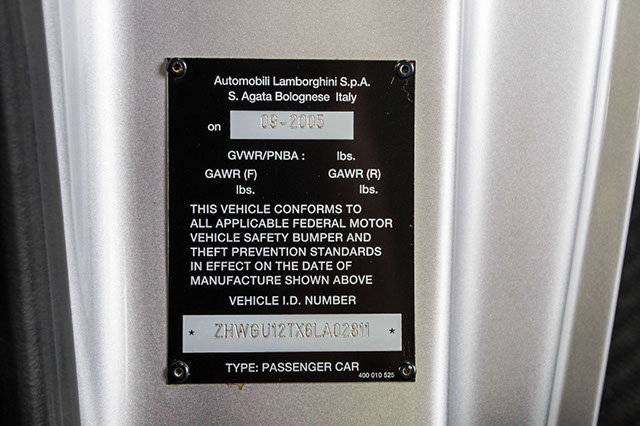 Automobili Lamborghini S.p.A.
S. Agata Bolognese Italy
on 09-2005
GVWR/PNBA : lbs.
GAWR (F) GAWR (R)
lbs. lbs.
THIS VEHICLE CONFORMS TO
ALL APPLICABLE FEDERAL MOTOR
VEHICLE SAFETY BUMPER AND
THEFT PREVENTION STANDARDS
IN EFFECT ON THE DATE OF
MANUFACTURE SHOWN ABOVE
VEHICLE I.D. NUMBER
* ZHWGU12TX6LA02811 *
TYPE: PASSENGER CAR
400 010 525